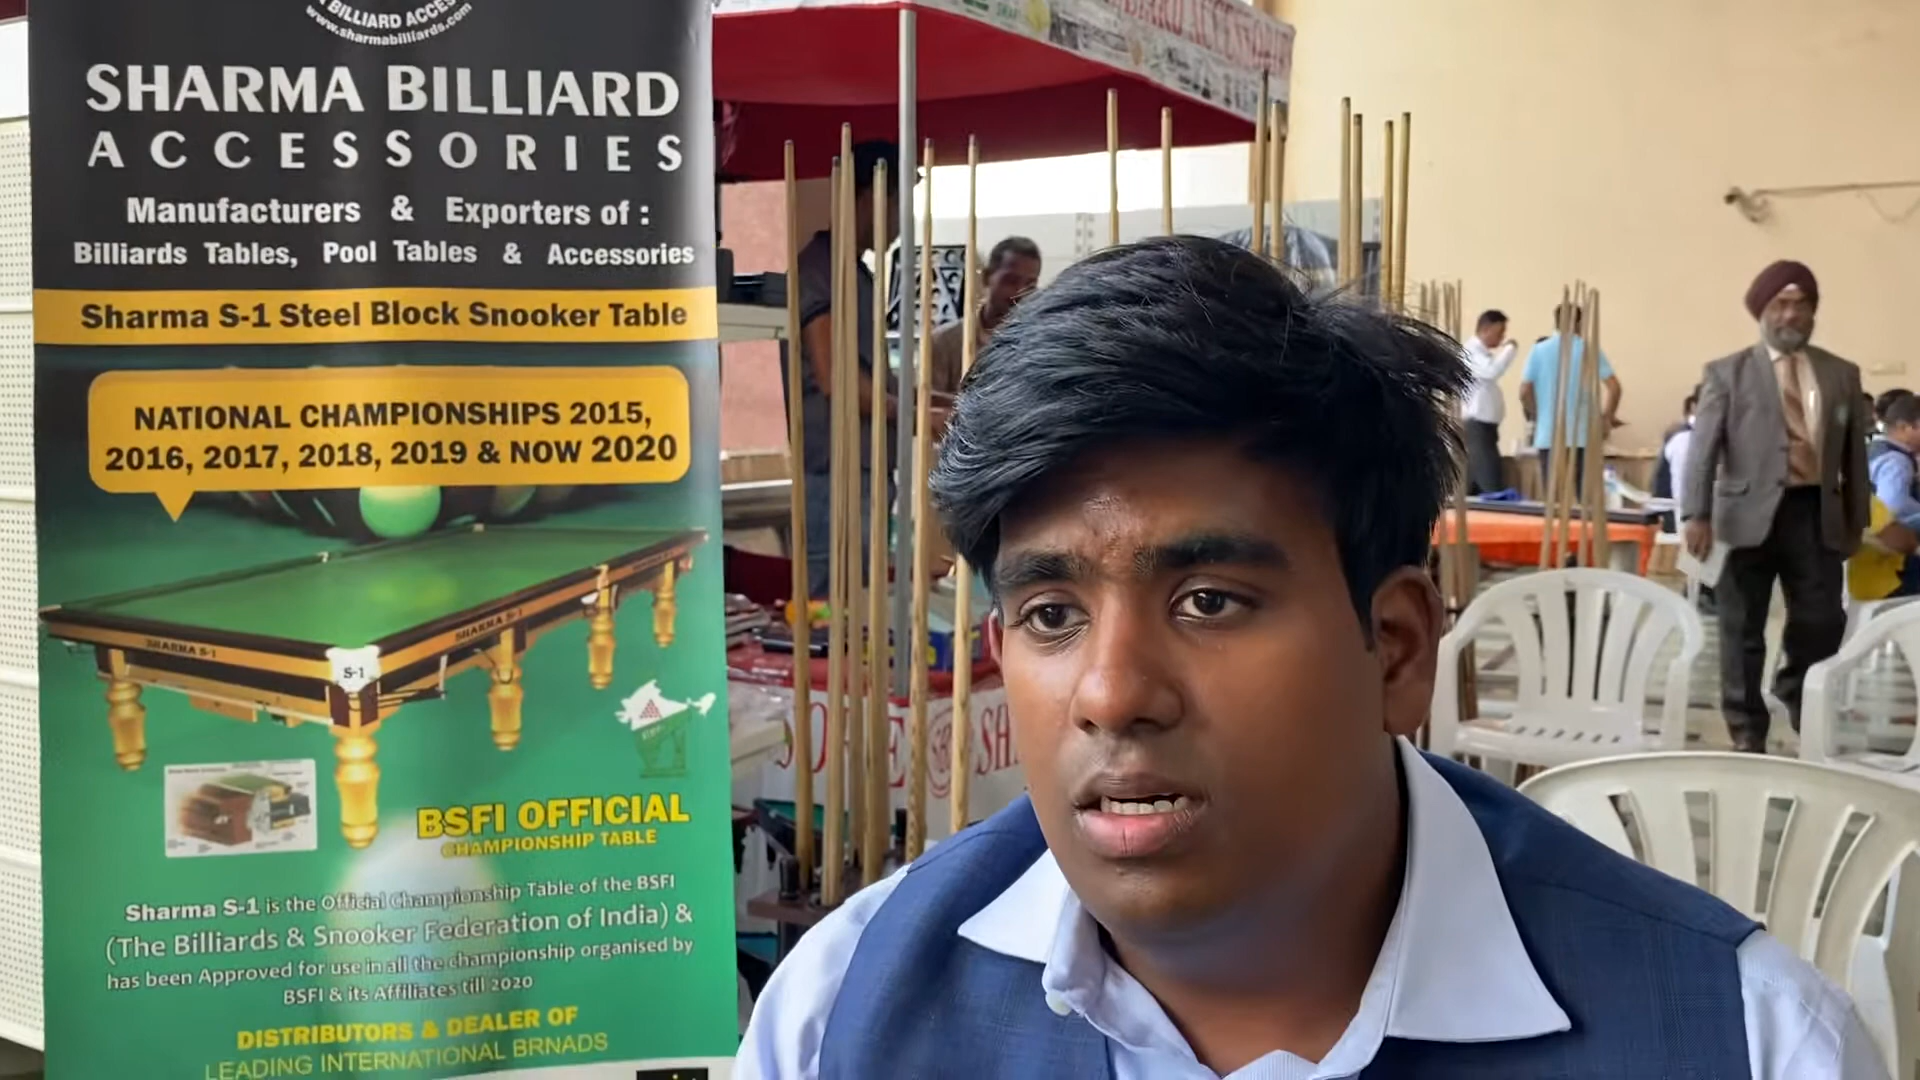 BILLIARD ACCES
www.sharmabilliards.com
SHARMA BILLIARD
ACCESSORIES
Manufacturers & Exporters of :
Billiards Tables, Pool Tables & Accessories
Sharma S-1 Steel Block Snooker Table
NATIONAL CHAMPIONSHIPS 2015,
2016, 2017, 2018, 2019 & NOW 2020
SHARMA S-1
SHARMA S-1
S-1
BSFI OFFICIAL
CHAMPIONSHIP TABLE
Sharma S-1 is the Official Championship Table of the BSFI
(The Billiards & Snooker Federation of India) &
has been Approved for use in all the championship organised by
BSFI & its Affiliates till 2020
DISTRIBUTORS & DEALER OF
LEADING INTERNATIONAL BRNADS
SH